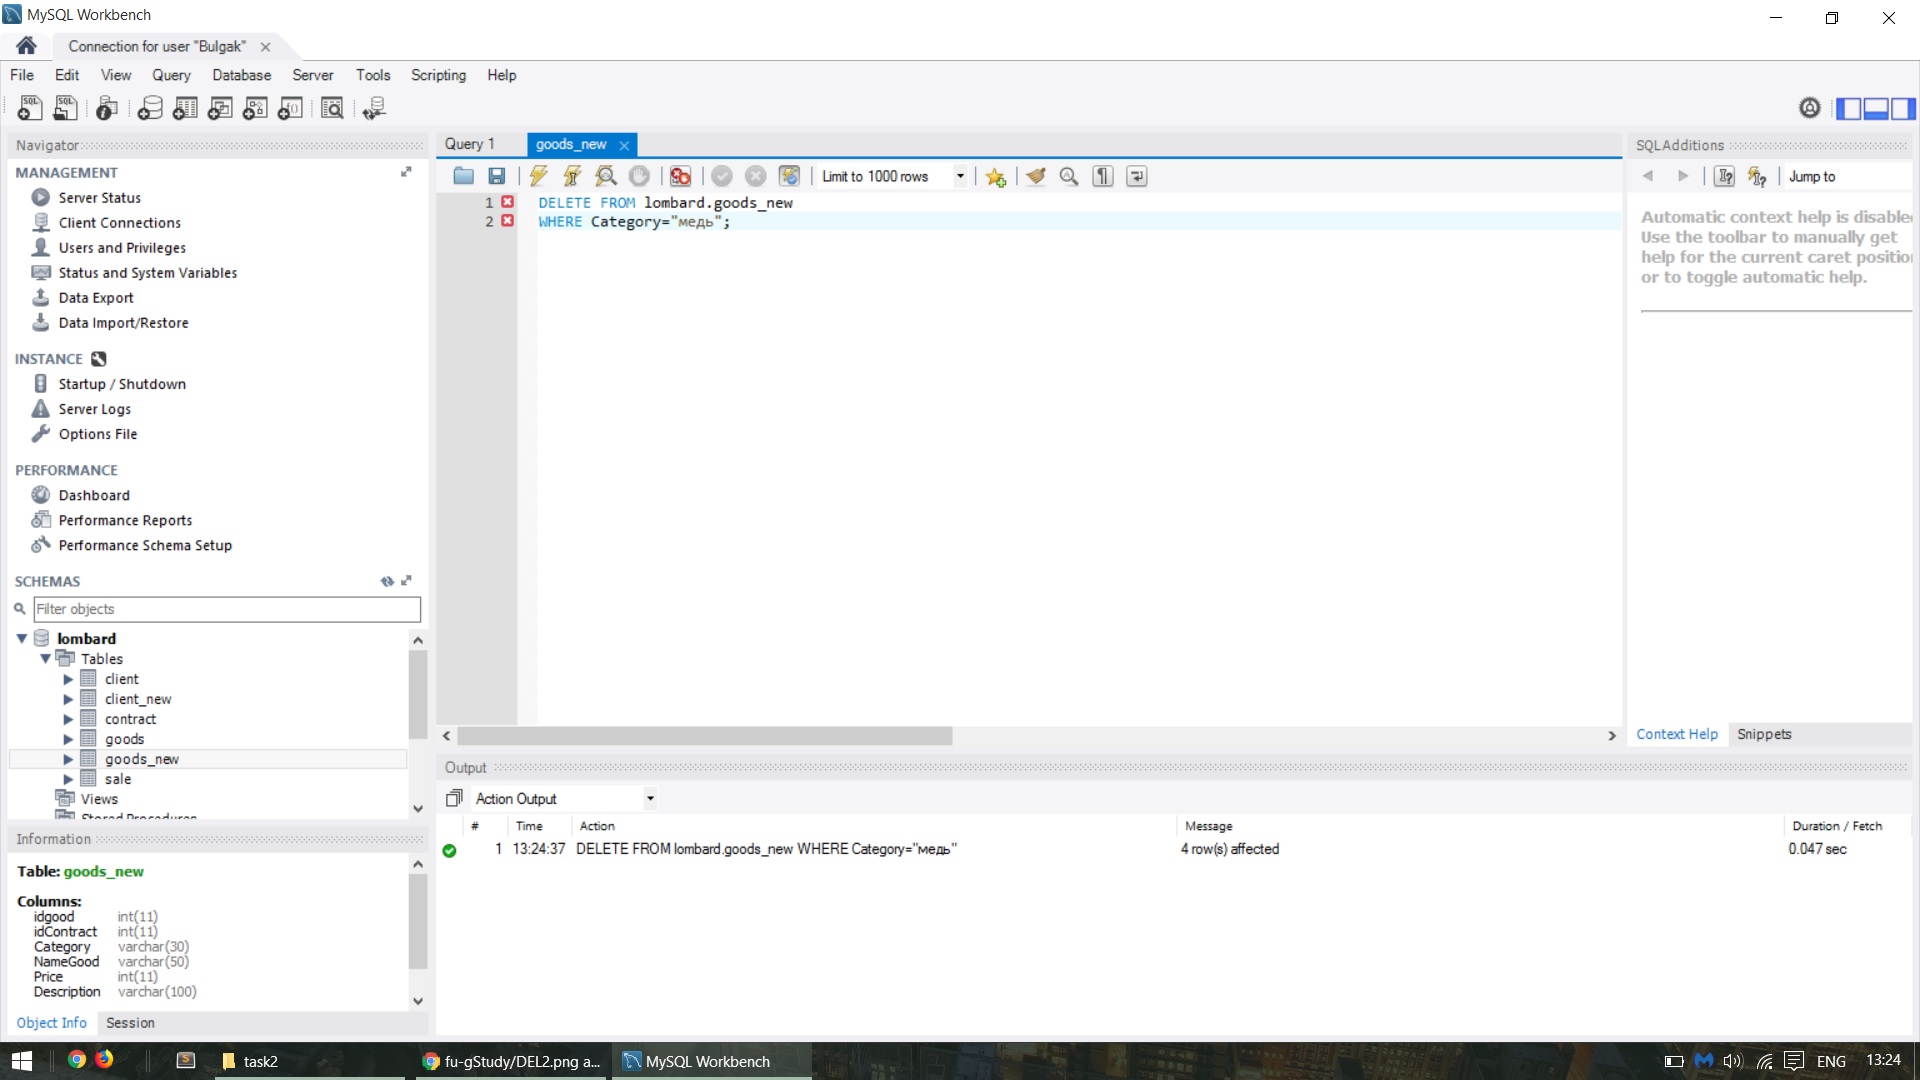 MySQL Workbench
Connection for user "Bulgak"
File Edit View Query Database Server Tools Scripting Help
Navigator
MANAGEMENT
Server Status
Client Connections
Users and Privileges
Status and System Variables
Data Export
Data Import/Restore
INSTANCE
Startup / Shutdown
Server Logs
Options File
PERFORMANCE
Dashboard
Performance Reports
Performance Schema Setup
SCHEMAS
Filter objects
lombard
Tables
client
client_new
contract
goods
goods_new
sale
Views
Stored Procedures
Information
Table: goods_new
Columns:
idgood int(11)
idContract int(11)
Category varchar(30)
NameGood varchar(50)
Price int(11)
Description varchar(100)
Object Info Session
Query 1 goods_new
Limit to 1000 rows
1 DELETE FROM lombard.goods_new
2 WHERE Category="медь";
SQLAdditions
Jump to
Automatic context help is disabled
Use the toolbar to manually get
help for the current caret position
or to toggle automatic help.
Context Help Snippets
Output
Action Output
# Time Action Message Duration / Fetch
1 13:24:37 DELETE FROM lombard.goods_new WHERE Category="медь" 4 row(s) affected 0.047 sec
task2 fu-gStudy/DEL2.png a... MySQL Workbench ENG 13:24